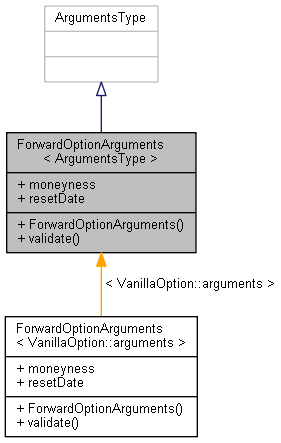 ArgumentsType
ForwardOptionArguments
< ArgumentsType >
+ moneyness
+ resetDate
+ ForwardOptionArguments()
+ validate()
< VanillaOption::arguments >
ForwardOptionArguments
< VanillaOption::arguments >
+ moneyness
+ resetDate
+ ForwardOptionArguments()
+ validate()